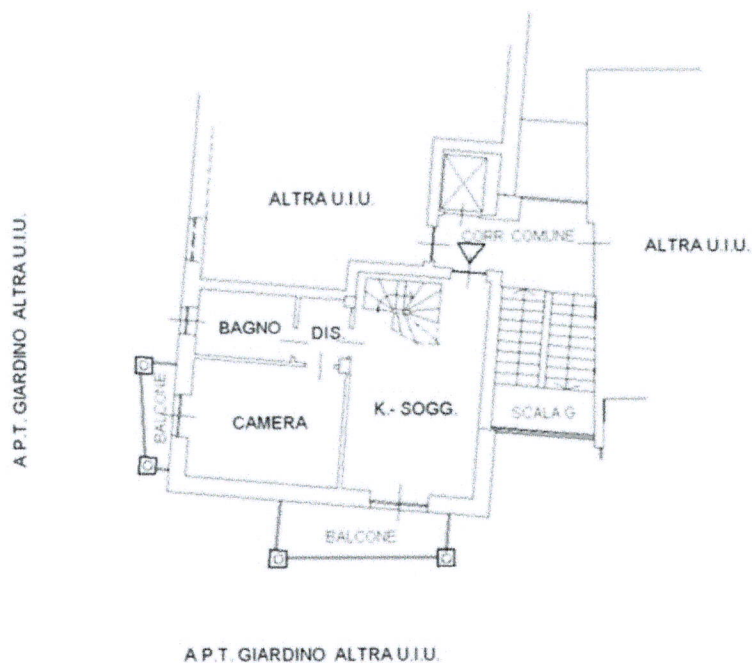 ALTRA U.I.U.
CORR. COMUNE
ALTRA U.I.U.
A P.T. GIARDINO ALTRA U.I.U.
BAGNO
DIS.
BALCONE
CAMERA
K.- SOGG.
SCALA G
BALCONE
A P.T. GIARDINO ALTRA U.I.U.